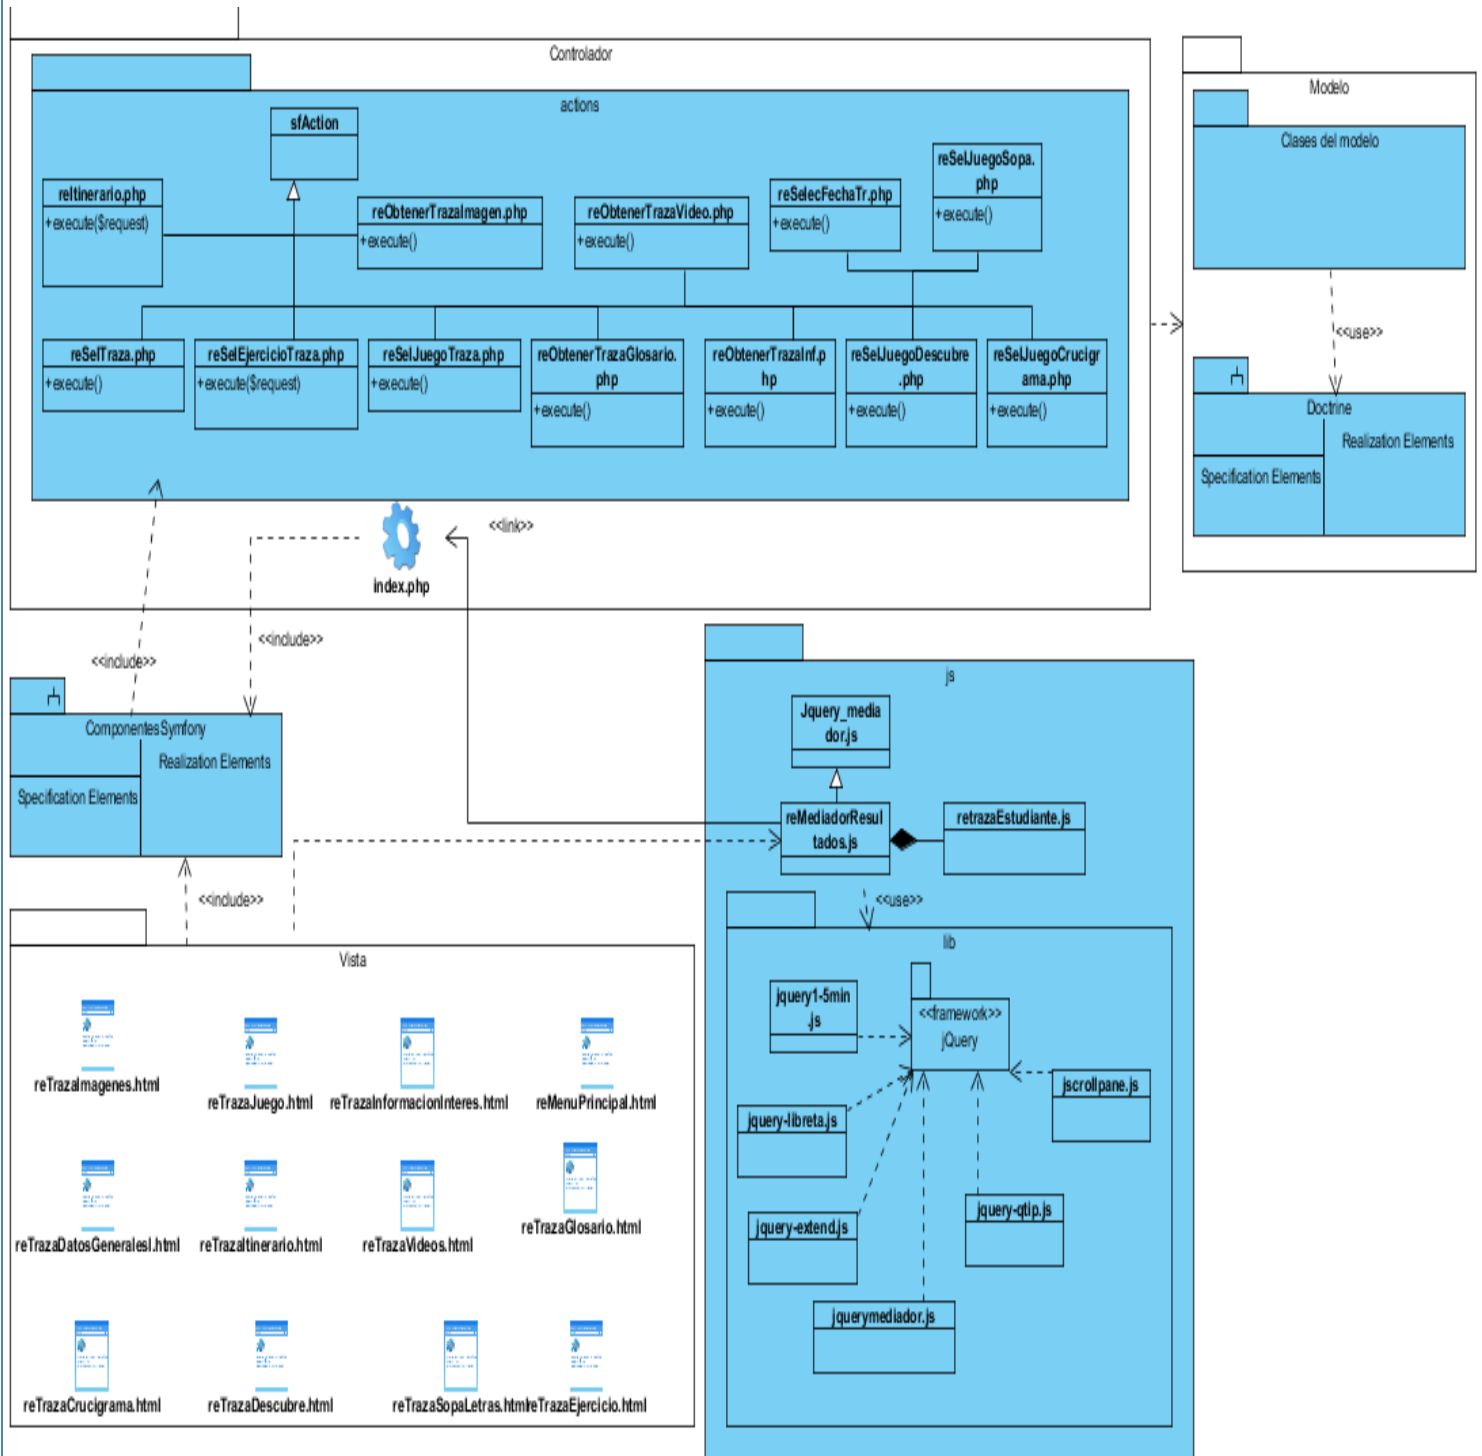 Controlador
actions
sfAction
reItinerario.php
+execute($request)
reObtenerTrazaImagen.php
+execute()
reObtenerTrazaVideo.php
+execute()
reSelecFechaTr.php
+execute()
reSelJuegoSopa.
php
+execute()
reSelTraza.php
+execute()
reSelEjercicioTraza.php
+execute($request)
reSelJuegoTraza.php
+execute()
reObtenerTrazaGlosario.
php
+execute()
reObtenerTrazaInf.p
hp
+execute()
reSelJuegoDescubre
.php
+execute()
reSelJuegoCrucigr
ama.php
+execute()
index.php
<<link>>
<<include>>
<<include>>
Modelo
Clases del modelo
<<use>>
Doctrine
Realization Elements
Specification Elements
ComponentesSymfony
Realization Elements
Specification Elements
<<include>>
js
Jquery_media
dor.js
reMediadorResul
tados.js
retrazaEstudiante.js
<<use>>
lib
jquery1-5min
.js
<<framework>>
jQuery
jscrollpane.js
jquery-libreta.js
jquery-qtip.js
jquery-extend.js
jquerymediador.js
Vista
reTrazaImagenes.html
reTrazaJuego.html
reTrazaInformacionInteres.html
reMenuPrincipal.html
reTrazaDatosGeneralesI.html
reTrazaItinerario.html
reTrazaVideos.html
reTrazaGlosario.html
reTrazaCrucigrama.html
reTrazaDescubre.html
reTrazaSopaLetras.html
reTrazaEjercicio.html